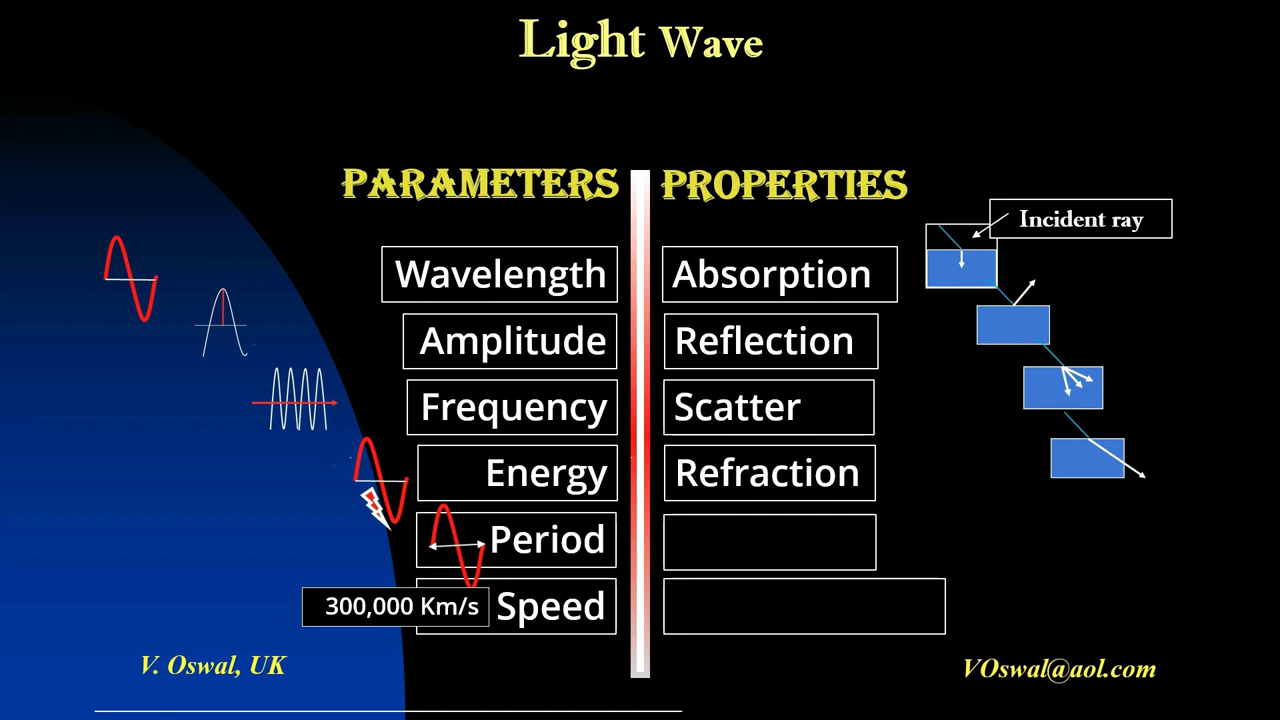 Light Wave
PARAMETERS
PROPERTIES
Incident ray
Wavelength
Absorption
Amplitude
Reflection
Frequency
Scatter
Energy
Refraction
Period
300,000 Km/s
Speed
V. Oswal, UK
VOswal@aol.com